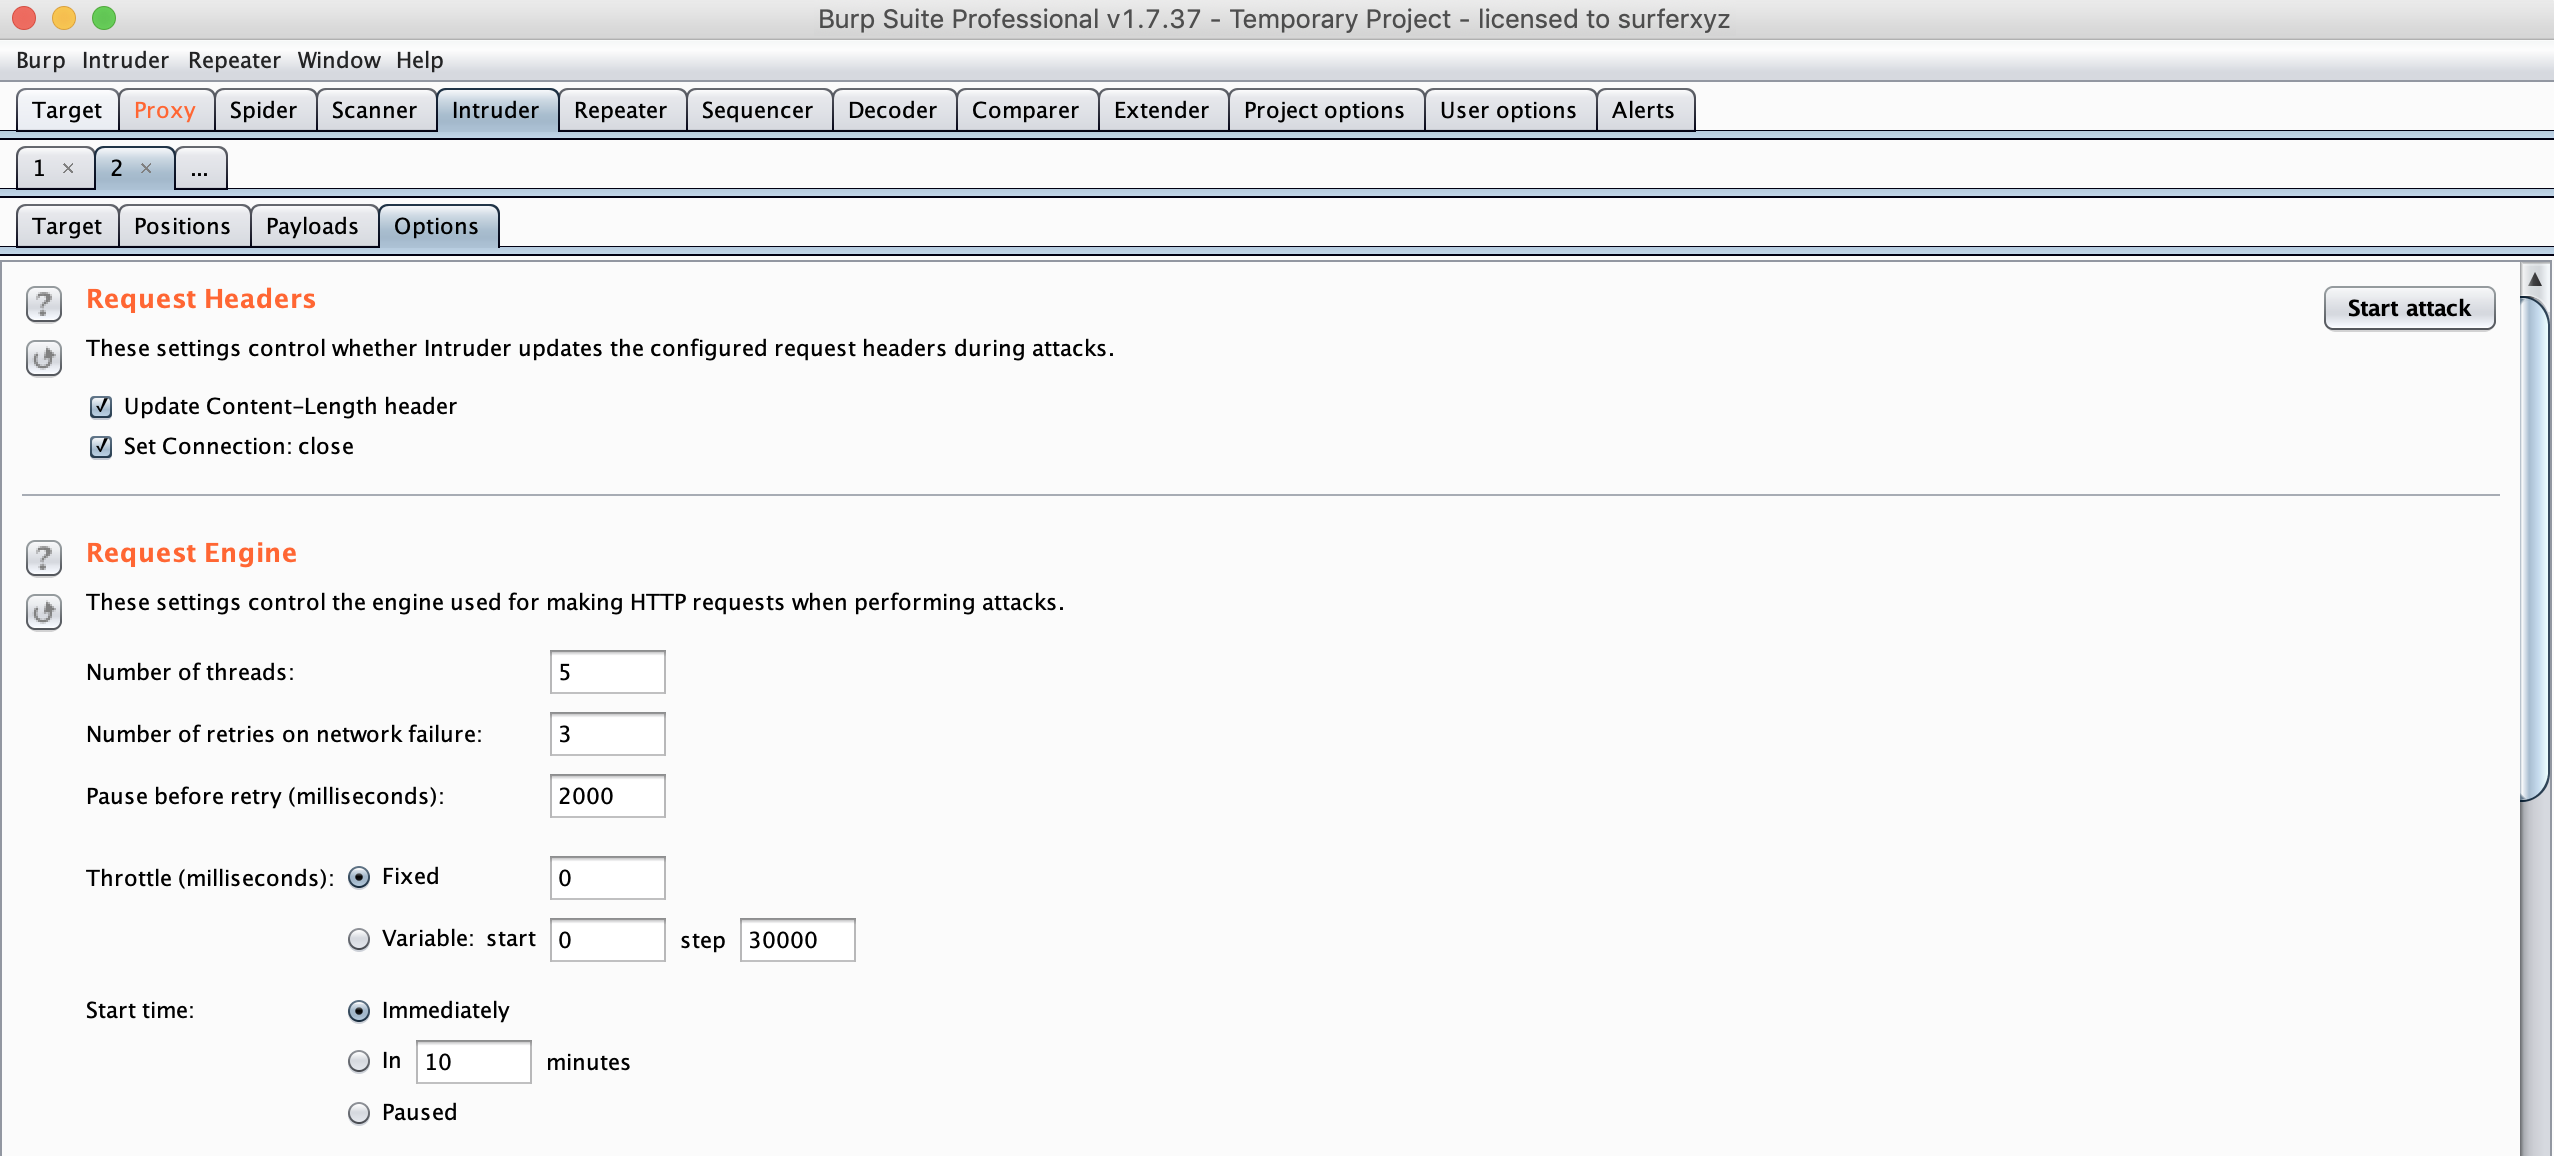 Burp Suite Professional v1.7.37 - Temporary Project - licensed to surferxyz
Burp Intruder Repeater Window Help
Target Proxy Spider Scanner Intruder Repeater Sequencer Decoder Comparer Extender Project options User options Alerts
1 × 2 × ...
Target Positions Payloads Options
? Request Headers
Start attack
These settings control whether Intruder updates the configured request headers during attacks.
Update Content-Length header
Set Connection: close
? Request Engine
These settings control the engine used for making HTTP requests when performing attacks.
Number of threads: 5
Number of retries on network failure: 3
Pause before retry (milliseconds): 2000
Throttle (milliseconds): Fixed 0
Variable: start 0 step 30000
Start time: Immediately
In 10 minutes
Paused